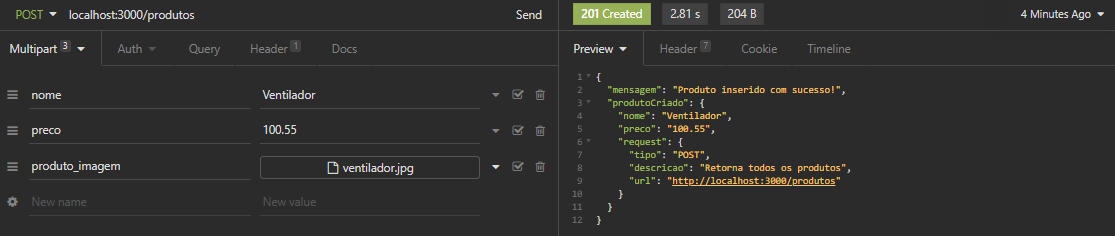 POST localhost:3000/produtos Send
201 Created 2.81 s 204 B 4 Minutes Ago
Multipart 3 Auth Query Header 1 Docs
Preview Header 7 Cookie Timeline
nome Ventilador
preco 100.55
produto_imagem ventilador.jpg
New name New value
1 {
2 "mensagem": "Produto inserido com sucesso!",
3 "produtoCriado": {
4 "nome": "Ventilador",
5 "preco": "100.55",
6 "request": {
7 "tipo": "POST",
8 "descricao": "Retorna todos os produtos",
9 "url": "http://localhost:3000/produtos"
10 }
11 }
12 }